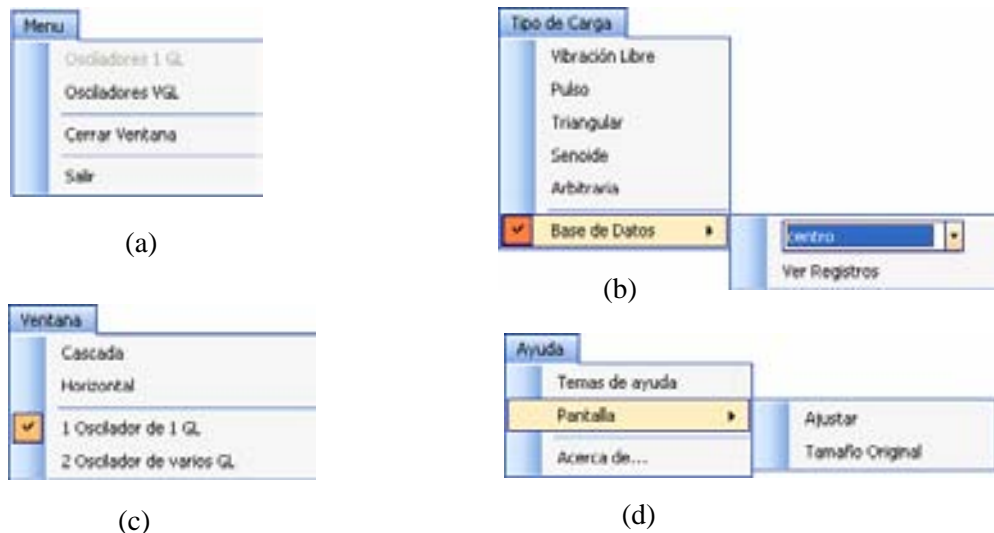 Menu
Osciladores 1 GL
Osciladores VGL
Cerrar Ventana
Salir
(a)
Tipo de Carga
Vibración Libre
Pulso
Triangular
Senoide
Arbitraria
Base de Datos
centro
Ver Registros
(b)
Ventana
Cascada
Horizontal
1 Oscilador de 1 GL
2 Oscilador de varios GL
(c)
Ayuda
Temas de ayuda
Pantalla
Ajustar
Tamaño Original
Acerca de...
(d)